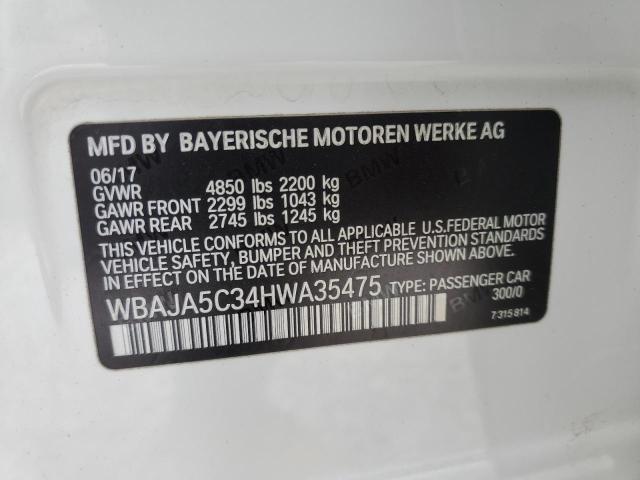 MFD BY BAYERISCHE MOTOREN WERKE AG
06/17
GVWR 4850 lbs 2200 kg
GAWR FRONT 2299 lbs 1043 kg
GAWR REAR 2745 lbs 1245 kg
THIS VEHICLE CONFORMS TO ALL APPLICABLE U.S.FEDERAL MOTOR
VEHICLE SAFETY, BUMPER AND THEFT PREVENTION STANDARDS
IN EFFECT ON THE DATE OF MANUFACTURE SHOWN ABOVE.
WBAJA5C34HWA35475 TYPE: PASSENGER CAR
300/0
7315814